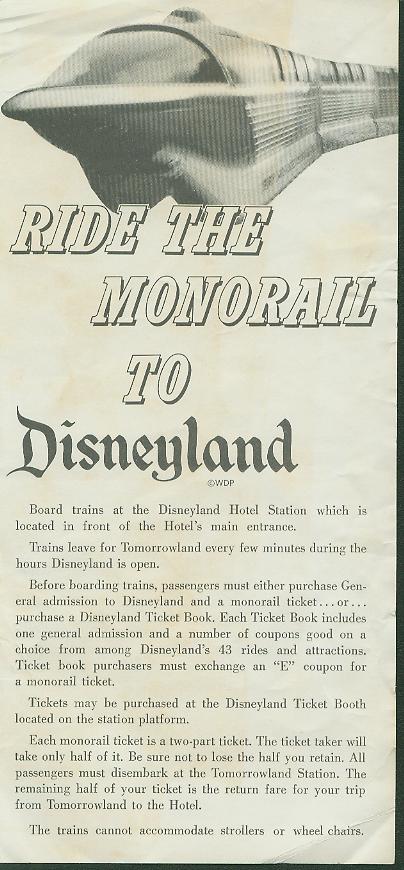 RIDE THE
MONORAIL
TO
Disneyland
©WDP
Board trains at the Disneyland Hotel Station which is
located in front of the Hotel's main entrance.
Trains leave for Tomorrowland every few minutes during the
hours Disneyland is open.
Before boarding trains, passengers must either purchase Gen-
eral admission to Disneyland and a monorail ticket...or...
purchase a Disneyland Ticket Book. Each Ticket Book includes
one general admission and a number of coupons good on a
choice from among Disneyland's 43 rides and attractions.
Ticket book purchasers must exchange an "E" coupon for
a monorail ticket.
Tickets may be purchased at the Disneyland Ticket Booth
located on the station platform.
Each monorail ticket is a two-part ticket. The ticket taker will
take only half of it. Be sure not to lose the half you retain. All
passengers must disembark at the Tomorrowland Station. The
remaining half of your ticket is the return fare for your trip
from Tomorrowland to the Hotel.
The trains cannot accommodate strollers or wheel chairs.